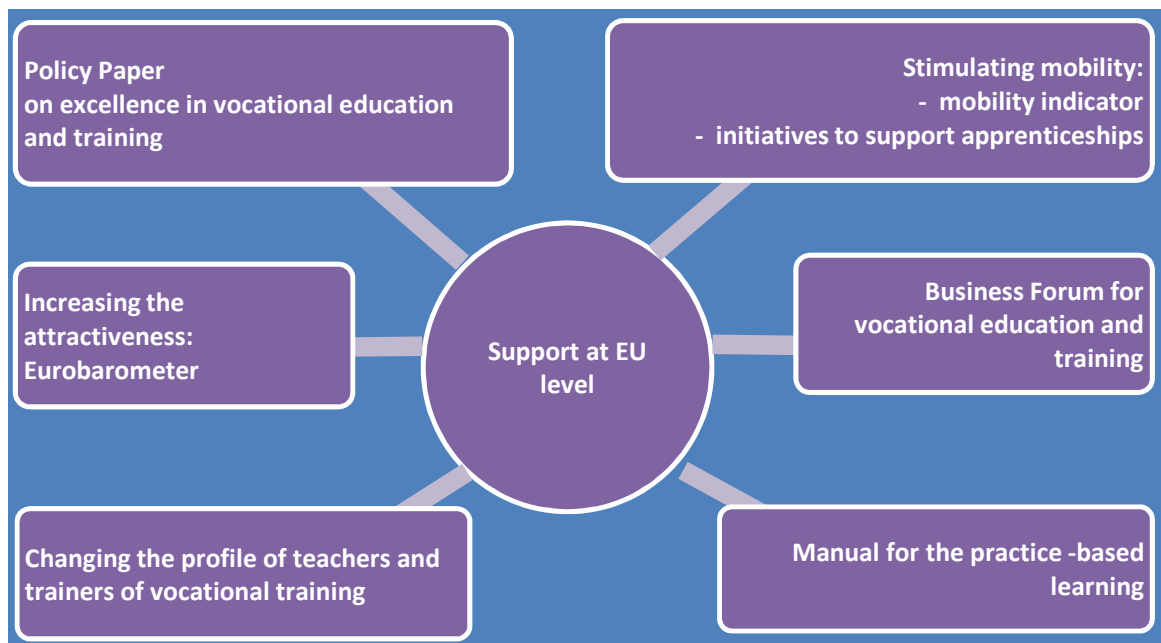 Policy Paper
on excellence in vocational education
and training
Stimulating mobility:
- mobility indicator
- initiatives to support apprenticeships
Increasing the
attractiveness:
Eurobarometer
Support at EU
level
Business Forum for
vocational education and
training
Changing the profile of teachers and
trainers of vocational training
Manual for the practice -based
learning